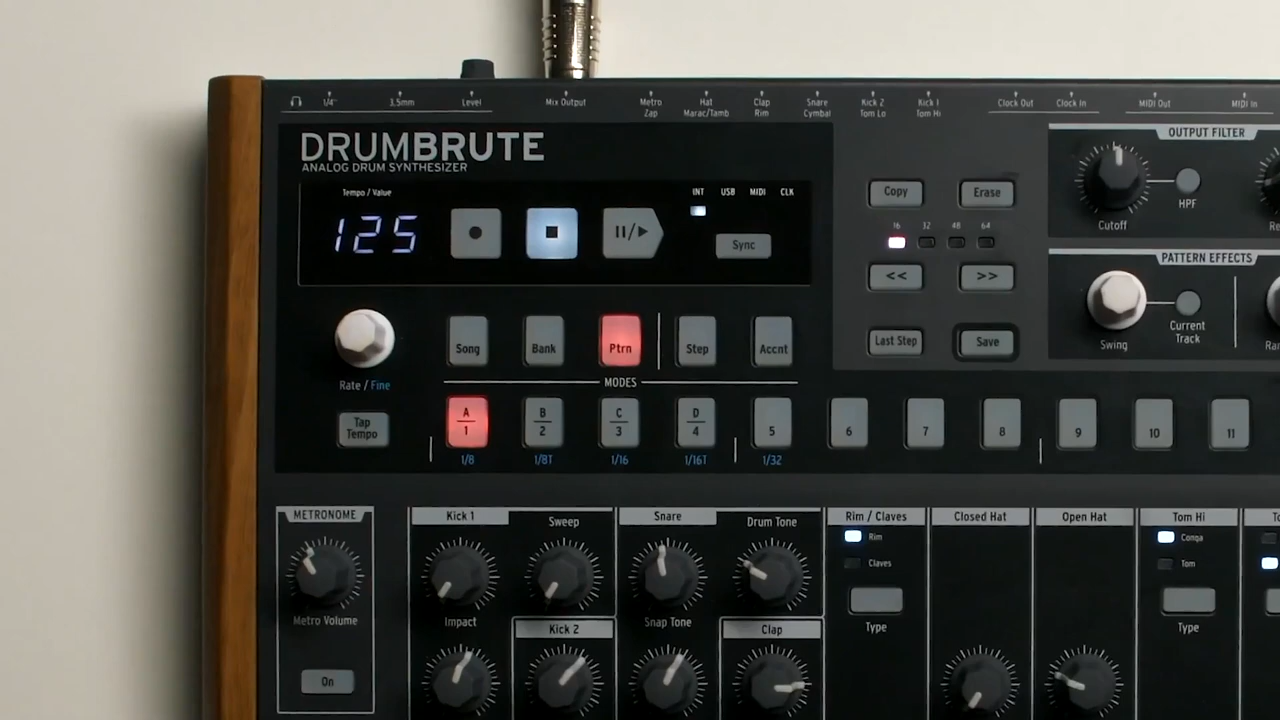 1/4" 3,5mm Level Mix Output Metro Zap Hat Marac/Tamb Clap Rim Snare Cymbal Kick 2 Tom Lo Kick 1 Tom Hi Clock Out Clock In MIDI Out MIDI In
DRUMBRUTE
ANALOG DRUM SYNTHESIZER
OUTPUT FILTER
Tempo / Value
INT USB MIDI CLK
125
Sync
Copy Erase
16 32 48 64
<< >>
Last Step Save
HPF
Cutoff
PATTERN EFFECTS
Swing
Current
Track
Rate / Fine
Tap
Tempo
Song Bank Ptrn Step Accnt
MODES
A B C D
1 2 3 4 5 6 7 8 9 10 11
1/8 1/8T 1/16 1/16T 1/32
METRONOME
Metro Volume
On
Kick 1 Sweep
Impact
Kick 2
Snare Drum Tone
Snap Tone
Clap
Rim / Claves
Rim
Claves
Type
Closed Hat
Open Hat
Tom Hi
Conga
Tom
Type